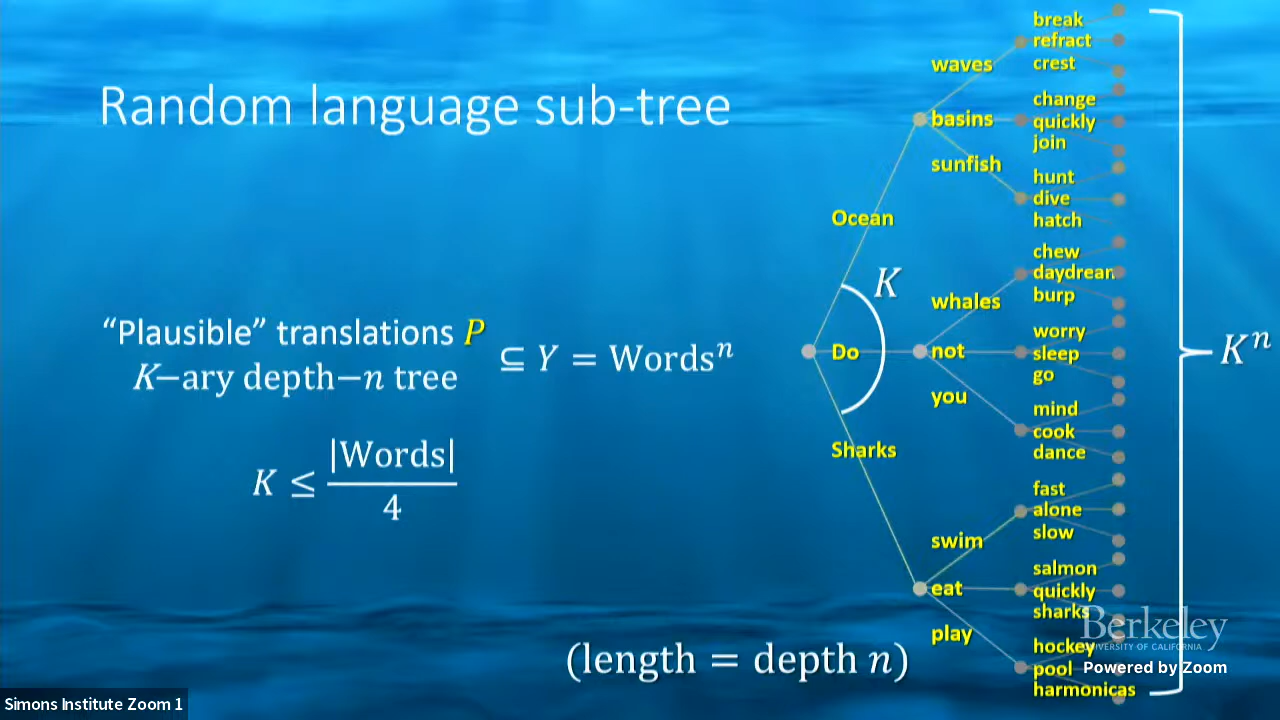 Random language sub-tree
“Plausible” translations P
K−ary depth−n tree
⊆ Y = Wordsⁿ
K ≤ |Words| / 4
(length = depth n)
Ocean
Do
Sharks
K
waves
basins
sunfish
whales
not
you
swim
eat
play
break
refract
crest
change
quickly
join
hunt
dive
hatch
chew
daydream
burp
worry
sleep
go
mind
cook
dance
fast
alone
slow
salmon
quickly
sharks
hockey
pool
harmonicas
Kⁿ
Berkeley
UNIVERSITY OF CALIFORNIA
Powered by Zoom
Simons Institute Zoom 1